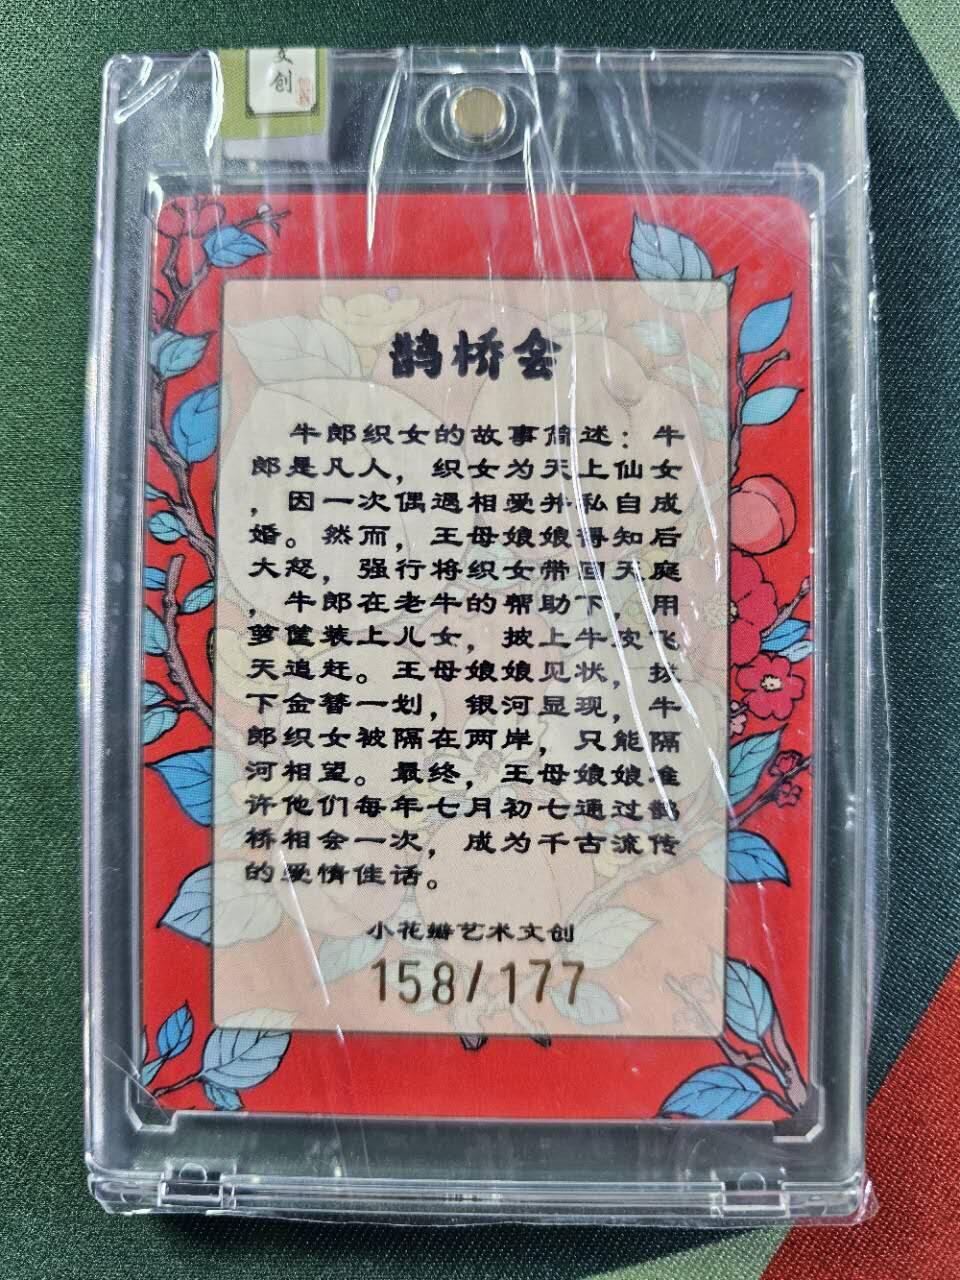 文创
鹊桥会
牛郎织女的故事简述：牛
郎是凡人，织女为天上仙女
，因一次偶遇相爱并私自成
婚。然而，王母娘娘得知后
大怒，强行将织女带回天庭
，牛郎在老牛的帮助下，用
箩筐装上儿女，披上牛皮飞
天追赶。王母娘娘见状，拔
下金簪一划，银河显现，牛
郎织女被隔在两岸，只能隔
河相望。最终，王母娘娘准
许他们每年七月初七通过鹊
桥相会一次，成为千古流传
的爱情佳话。
小花瓣艺术文创
158/177